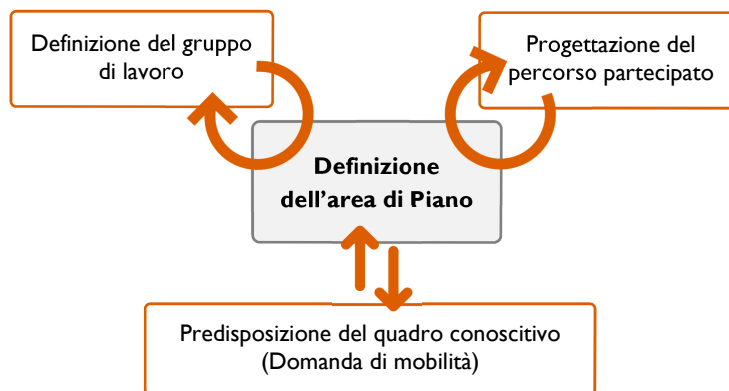 Definizione del gruppo
di lavoro
Progettazione del
percorso partecipato
Definizione
dell'area di Piano
Predisposizione del quadro conoscitivo
(Domanda di mobilità)